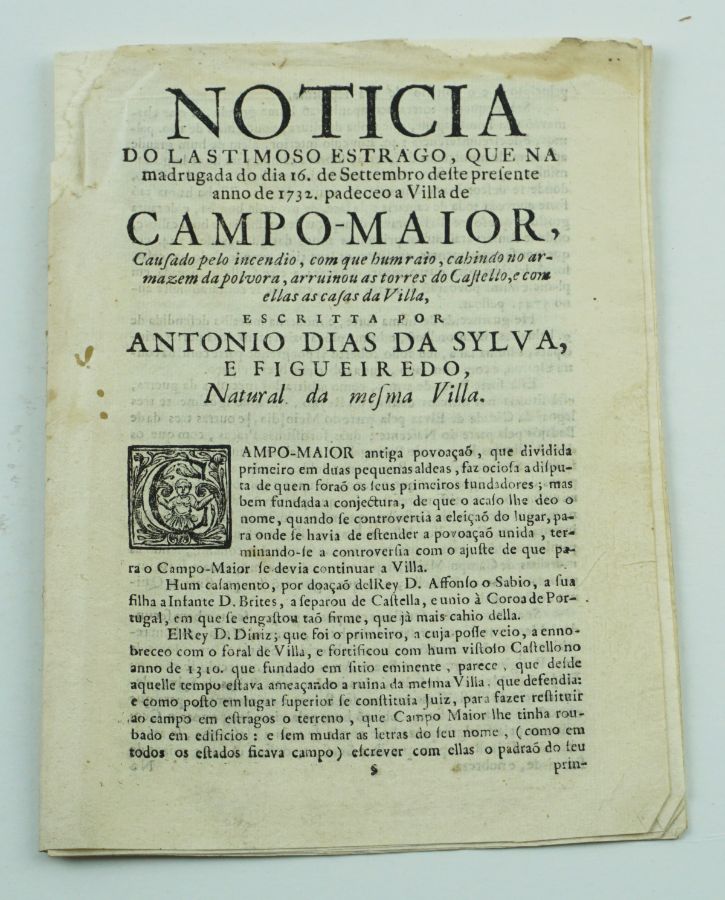 NOTICIA
DO LASTIMOSO ESTRAGO, QUE NA
madrugada do dia 16. de Settembro deſte preſente
anno de 1732. padeceo a Villa de
CAMPO-MAIOR,
Cauſado pelo incendio, com que hum raio, cahindo no ar-
mazem da polvora, arruinou as torres do Caſtello, e com
ellas as caſas da Villa,
ESCRITTA POR
ANTONIO DIAS DA SYLVA,
E FIGUEIREDO,
Natural da meſma Villa.
CAMPO-MAIOR antiga povoaçaõ, que dividida
primeiro em duas pequenas aldeas, faz ocioſa a diſpu-
ta de quem foraõ os ſeus primeiros fundadores; mas
bem fundada a conjectura, de que o acaſo lhe deo o
nome, quando ſe controvertia a eleiçaõ do lugar, pa-
ra onde ſe havia de eſtender a povoaçaõ unida, ter-
minando-ſe a controverſia com o ajuſte de que pa-
ra o Campo-Maior ſe devia continuar a Villa.
Hum caſamento, por doaçaõ delRey D. Affonſo o Sabio, a ſua
filha a Infante D. Brites, a ſeparou de Caſtella, e unio à Coroa de Por-
tugal, em que ſe engaſtou taõ firme, que já mais cahio della.
ElRey D. Diniz; que foi o primeiro, a cuja poſſe veio, a enno-
breceo com o foral de Villa, e fortificou com hum viſtoſo Caſtello no
anno de 1310. que fundado em ſitio eminente, parece, que deſde
aquelle tempo eſtava ameaçando a ruina da meſma Villa. que defendia:
e como poſto em lugar ſuperior ſe conſtituia Juiz, para fazer reſtituir
ao campo em eſtragos o terreno, que Campo Maior lhe tinha rou-
bado em edificios: e ſem mudar as letras do ſeu nome, (como em
todos os eſtados ficava campo) eſcrever com ellas o padraõ do ſeu
§ prin-